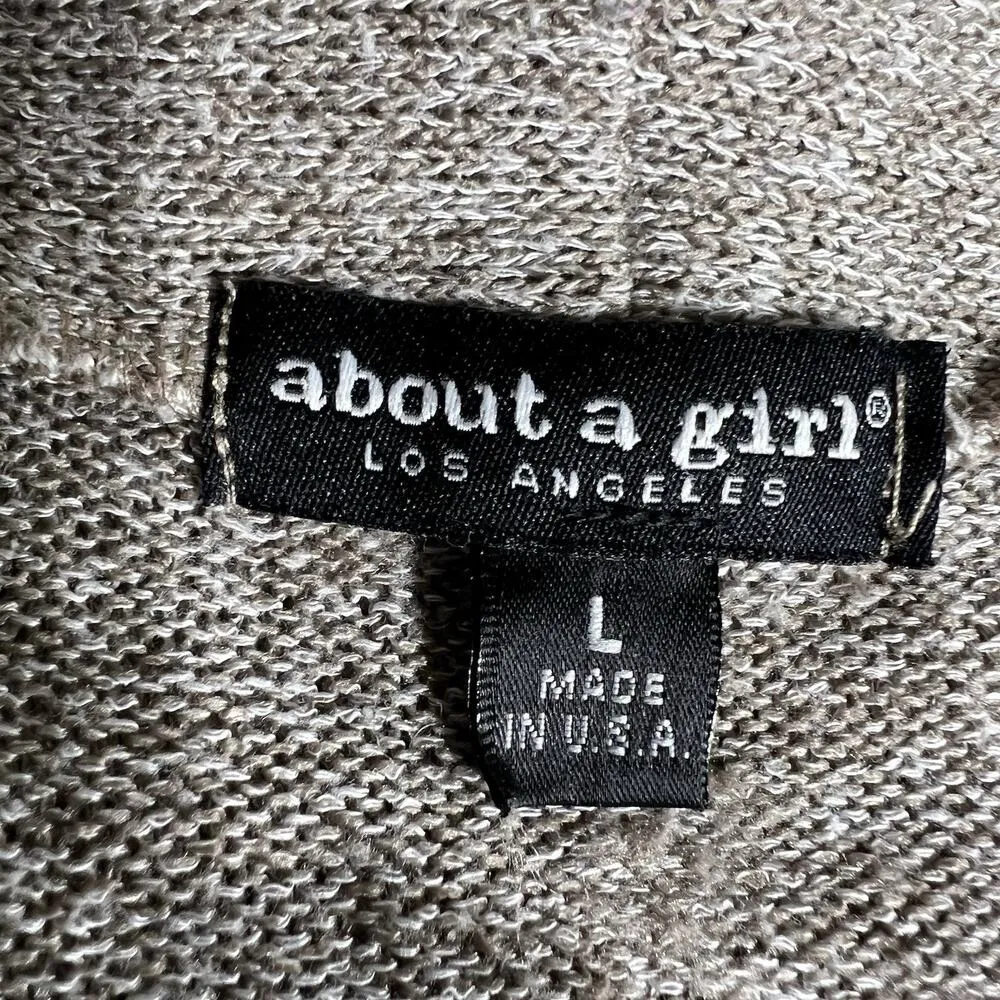 about a girl®
LOS ANGELES
L
MADE
IN U.S.A.